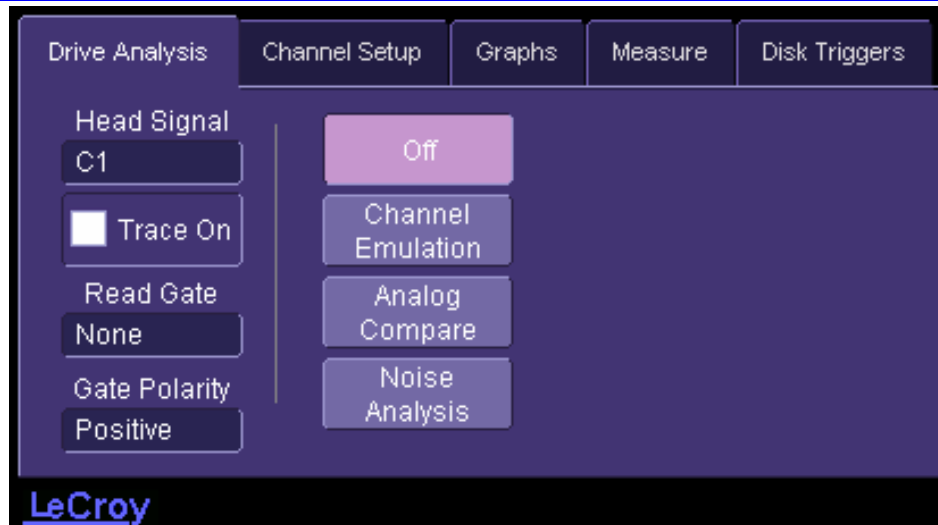 Drive Analysis
Channel Setup
Graphs
Measure
Disk Triggers
Head Signal
C1
Trace On
Read Gate
None
Gate Polarity
Positive
Off
Channel
Emulation
Analog
Compare
Noise
Analysis
LeCroy